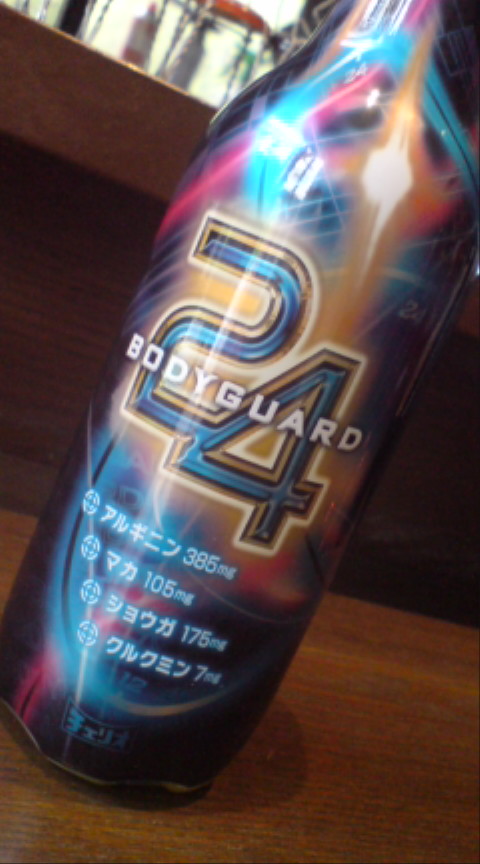 24
BODYGUARD
アルギニン 385mg
マカ 105mg
ショウガ 175mg
クルクミン 7mg
チェリオ